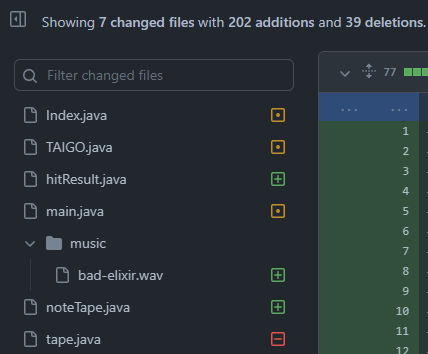 Showing 7 changed files with 202 additions and 39 deletions.
Filter changed files
77
Index.java
... ...
TAIGO.java
1
2
hitResult.java
3
4
main.java
5
6
music
7
bad-elixir.wav
8
9
noteTape.java
10
tape.java
11
12